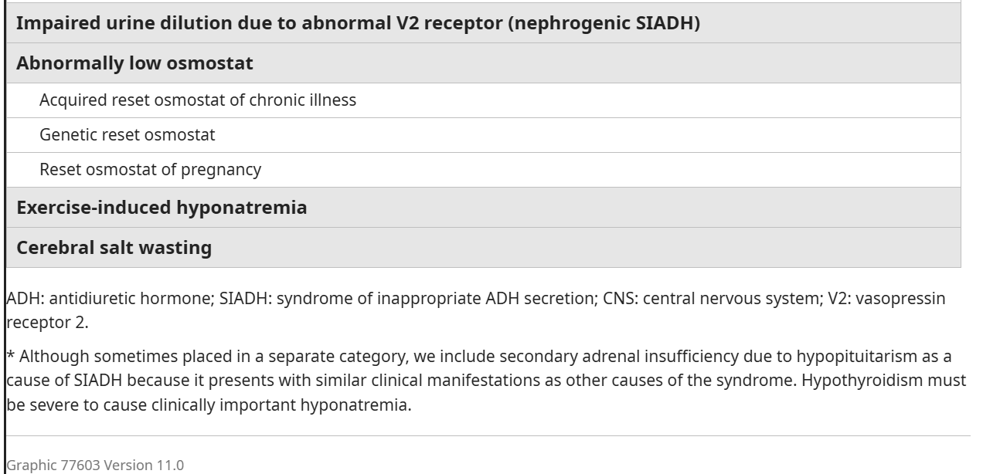 Impaired urine dilution due to abnormal V2 receptor (nephrogenic SIADH)
Abnormally low osmostat
Acquired reset osmostat of chronic illness
Genetic reset osmostat
Reset osmostat of pregnancy
Exercise-induced hyponatremia
Cerebral salt wasting
ADH: antidiuretic hormone; SIADH: syndrome of inappropriate ADH secretion; CNS: central nervous system; V2: vasopressin
receptor 2.
* Although sometimes placed in a separate category, we include secondary adrenal insufficiency due to hypopituitarism as a
cause of SIADH because it presents with similar clinical manifestations as other causes of the syndrome. Hypothyroidism must
be severe to cause clinically important hyponatremia.
Graphic 77603 Version 11.0